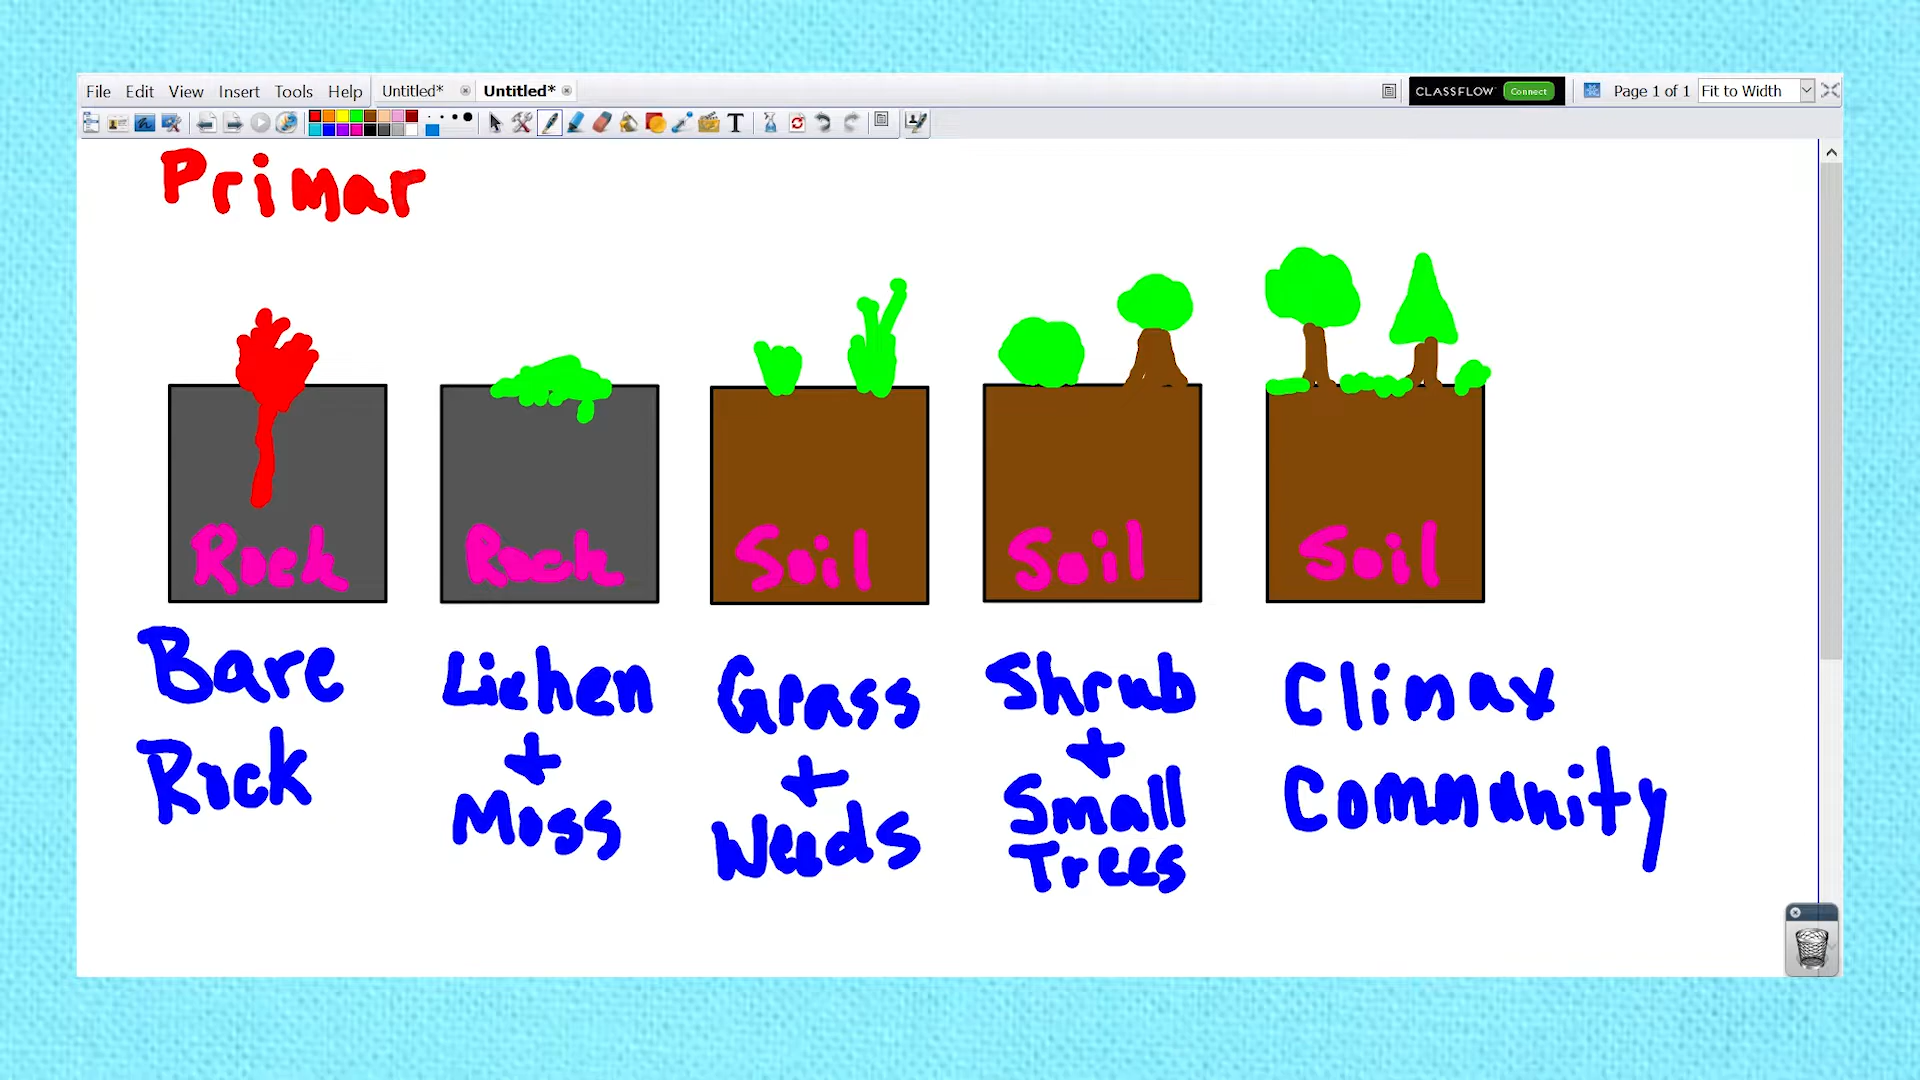 File Edit View Insert Tools Help Untitled* Untitled* CLASSFLOW Connect Page 1 of 1 Fit to Width
T
Primar
Rock Rock Soil Soil Soil
Bare
Rock
Lichen
+
Moss
Grass
+
Weeds
Shrub
+
Small
Trees
Climax
Community